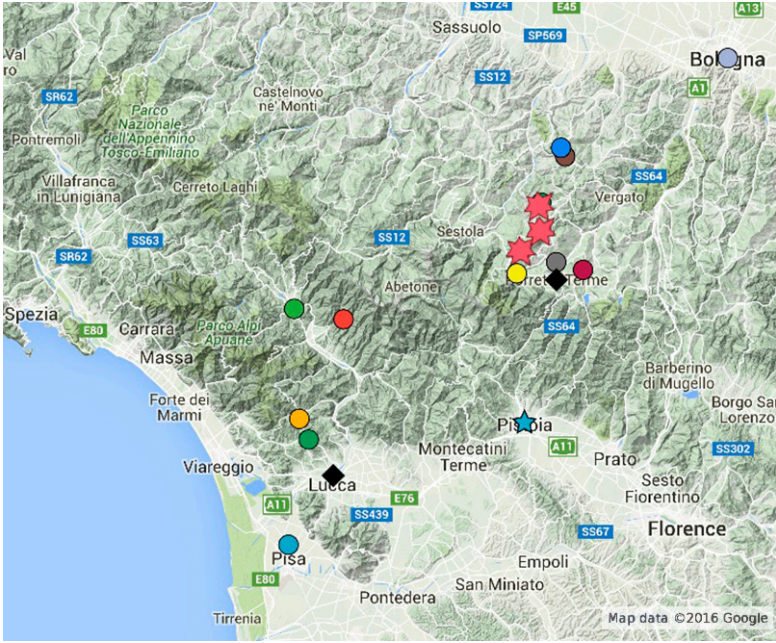 SS724
E45
A13
Sassuolo
SP569
Bologna
SS12
A1
SR62
Castelnovo
ne' Monti
Parco
Nazionale
dell'Appennino
Tosco-Emiliano
Pontremoli
Villafranca
in Lunigiana
Cerreto Laghi
SS64
Vergato
SS63
SS12
Sestola
SR62
Abetone
Porretta Terme
Spezia
E80
Carrara
Parco Alpi
Apuane
SS64
Massa
Barberino
di Mugello
Forte dei
Marmi
Borgo San
Lorenzo
Pistoia
A11
Montecatini
Terme
Prato
SS302
Viareggio
Sesto
Fiorentino
Lucca
E76
A11
SS439
SS67
Florence
Pisa
Empoli
E80
San Miniato
Pontedera
Tirrenia
Map data ©2016 Google